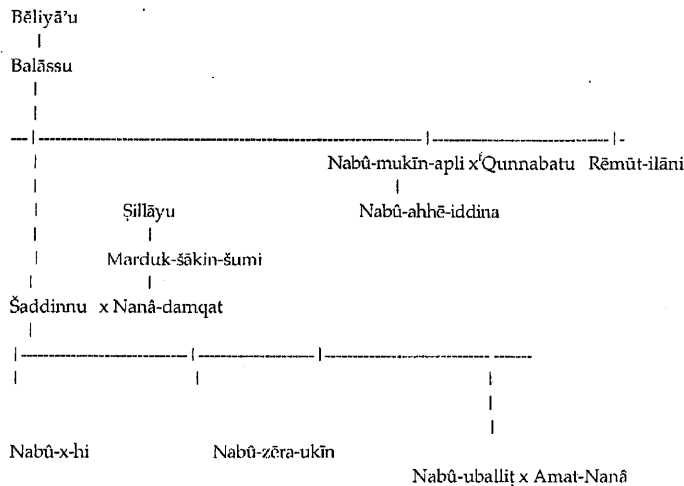 Bēliyā'u
Balāssu
Nabû-mukīn-apli x ᶠQunnabatu Rēmūt-ilāni
Ṣillāyu Nabû-ahhē-iddina
Marduk-šākin-šumi
Šaddinnu x Nanâ-damqat
Nabû-x-hi Nabû-zēra-ukīn
Nabû-uballiṭ x Amat-Nanâ